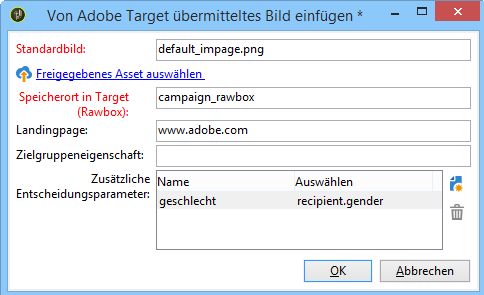 Von Adobe Target übermitteltes Bild einfügen *
Standardbild: default_impage.png
Freigegebenes Asset auswählen
Speicherort in Target (Rawbox): campaign_rawbox
Landingpage: www.adobe.com
Zielgruppeneigenschaft:
Zusätzliche Entscheidungsparameter:
Name Auswählen
geschlecht recipient.gender
OK Abbrechen